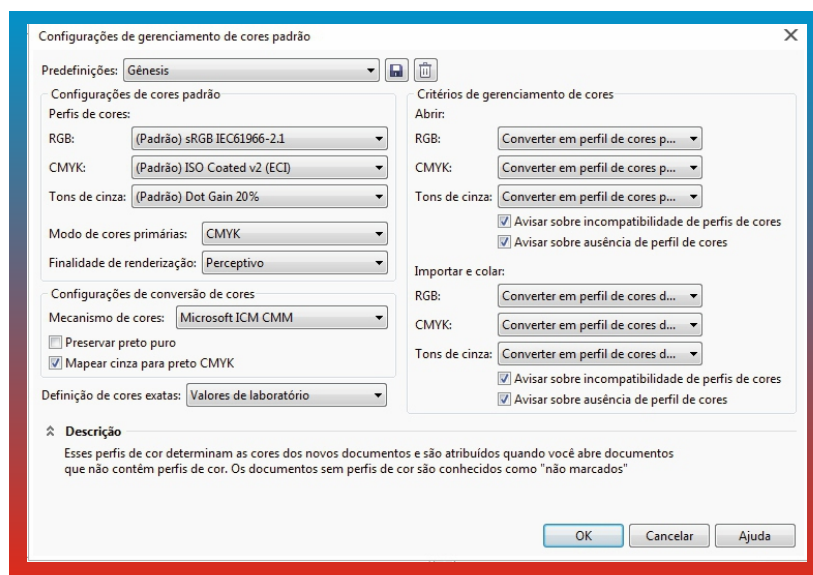 Configurações de gerenciamento de cores padrão
Predefinições: Gênesis
Configurações de cores padrão
Perfis de cores:
RGB: (Padrão) sRGB IEC61966-2.1
CMYK: (Padrão) ISO Coated v2 (ECI)
Tons de cinza: (Padrão) Dot Gain 20%
Modo de cores primárias: CMYK
Finalidade de renderização: Perceptivo
Configurações de conversão de cores
Mecanismo de cores: Microsoft ICM CMM
Preservar preto puro
Mapear cinza para preto CMYK
Definição de cores exatas: Valores de laboratório
Critérios de gerenciamento de cores
Abrir:
RGB: Converter em perfil de cores p...
CMYK: Converter em perfil de cores p...
Tons de cinza: Converter em perfil de cores p...
Avisar sobre incompatibilidade de perfis de cores
Avisar sobre ausência de perfil de cores
Importar e colar:
RGB: Converter em perfil de cores d...
CMYK: Converter em perfil de cores d...
Tons de cinza: Converter em perfil de cores d...
Avisar sobre incompatibilidade de perfis de cores
Avisar sobre ausência de perfil de cores
Descrição
Esses perfis de cor determinam as cores dos novos documentos e são atribuídos quando você abre documentos
que não contêm perfis de cor. Os documentos sem perfis de cor são conhecidos como "não marcados"
OK Cancelar Ajuda